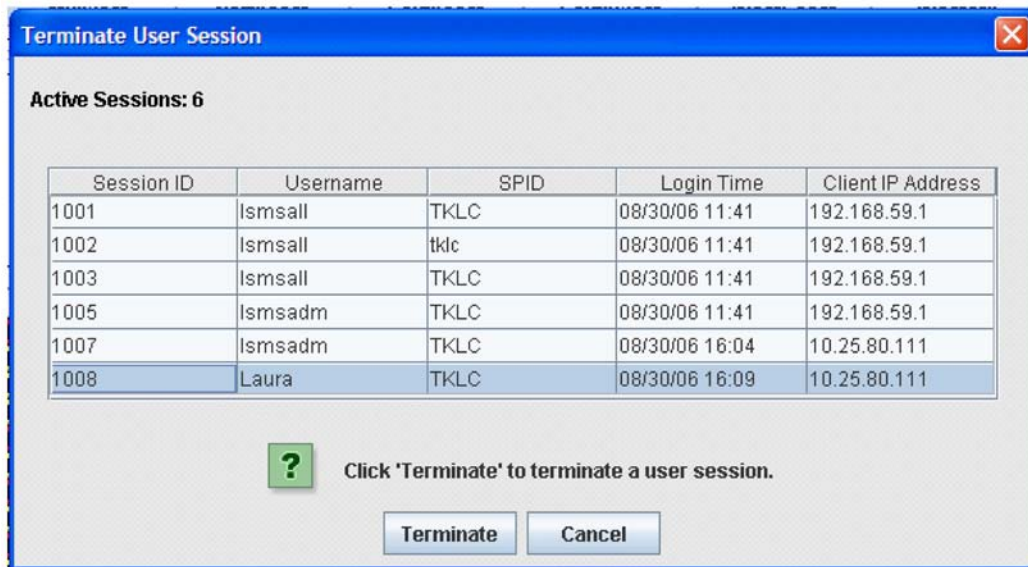 Terminate User Session
Active Sessions: 6
Session ID Username SPID Login Time Client IP Address
1001 lsmsall TKLC 08/30/06 11:41 192.168.59.1
1002 lsmsall tklc 08/30/06 11:41 192.168.59.1
1003 lsmsall TKLC 08/30/06 11:41 192.168.59.1
1005 lsmsadm TKLC 08/30/06 11:41 192.168.59.1
1007 lsmsadm TKLC 08/30/06 16:04 10.25.80.111
1008 Laura TKLC 08/30/06 16:09 10.25.80.111
? Click 'Terminate' to terminate a user session.
Terminate Cancel